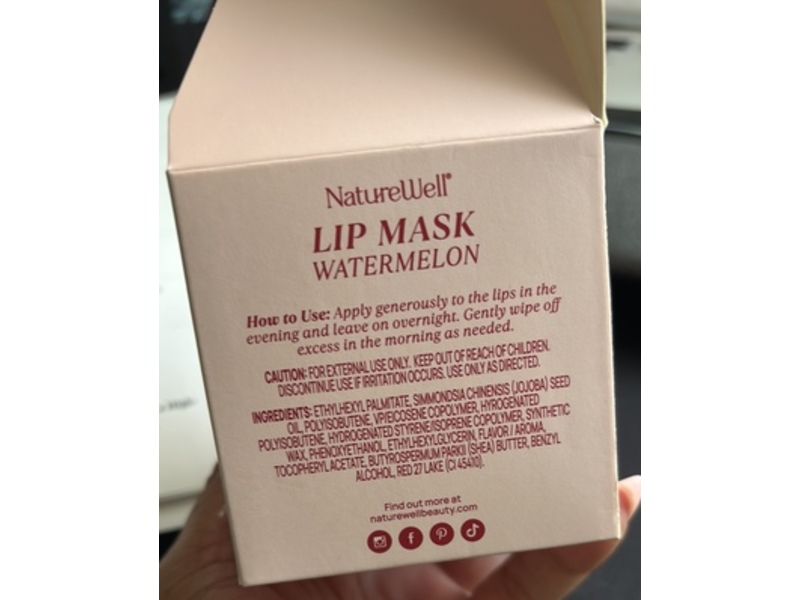 NatureWell®
LIP MASK
WATERMELON
How to Use: Apply generously to the lips in the
evening and leave on overnight. Gently wipe off
excess in the morning as needed.
CAUTION: FOR EXTERNAL USE ONLY. KEEP OUT OF REACH OF CHILDREN.
DISCONTINUE USE IF IRRITATION OCCURS. USE ONLY AS DIRECTED.
INGREDIENTS: ETHYLHEXYL PALMITATE, SIMMONDSIA CHINENSIS (JOJOBA) SEED
OIL, POLYISOBUTENE, VP/EICOSENE COPOLYMER, HYROGENATED
POLYISOBUTENE, HYDROGENATED STYRENE/ISOPRENE COPOLYMER, SYNTHETIC
WAX, PHENOXYETHANOL, ETHYLHEXYLGLYCERIN, FLAVOR / AROMA,
TOCOPHERYL ACETATE, BUTYROSPERMUM PARKII (SHEA) BUTTER, BENZYL
ALCOHOL, RED 27 LAKE (CI 45410).
Find out more at
naturewellbeauty.com